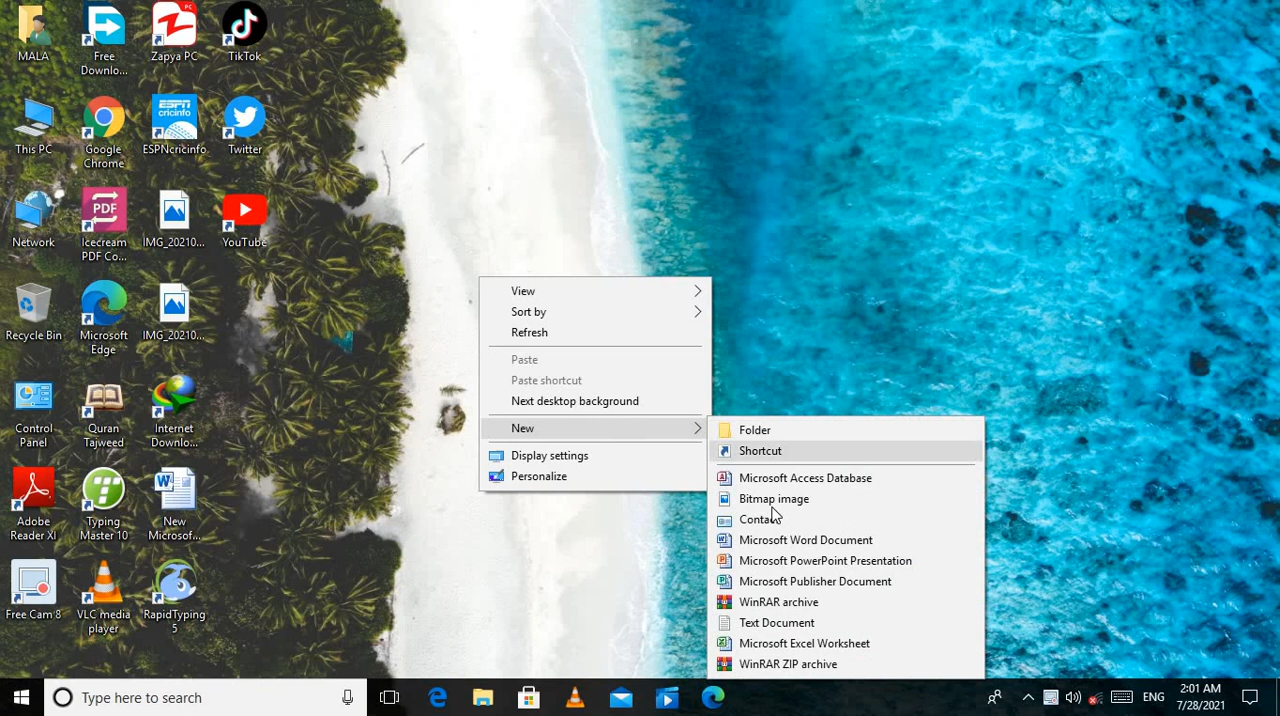 MALA
Free
Downlo...
Zapya PC
TikTok
This PC
Google
Chrome
ESPN
cricinfo
ESPNcricinfo
Twitter
Network
PDF
Icecream
PDF Co...
IMG_20210...
YouTube
Recycle Bin
Microsoft
Edge
IMG_20210...
Control
Panel
Quran
Tajweed
Internet
Downlo...
Adobe
Reader XI
Typing
Master 10
New
Microsof...
Free Cam 8
VLC media
player
RapidTyping
5
View
Sort by
Refresh
Paste
Paste shortcut
Next desktop background
New
Display settings
Personalize
Folder
Shortcut
Microsoft Access Database
Bitmap image
Contact
Microsoft Word Document
Microsoft PowerPoint Presentation
Microsoft Publisher Document
WinRAR archive
Text Document
Microsoft Excel Worksheet
WinRAR ZIP archive
Type here to search
ENG
2:01 AM
7/28/2021